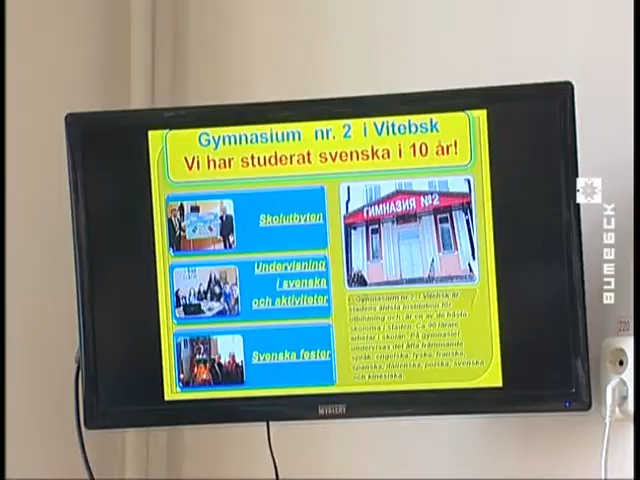 Gymnasium nr. 2 i Vitebsk
Vi har studerat svenska i 10 år!
Skolutbyten
Undervisning
i svenska
och aktiviteter
Svenska fester
ГИМНАЗИЯ №2
Gymnasium nr. 2 i Vitebsk är
stadens äldsta institution för
utbildning och är en av de bästa
skolorna i staden. Ca 90 lärare
arbetar i skolan. På gymnasiet
undervisas det åtta främmande
språk: engelska, tyska, franska,
spanska, italienska, polska, svenska
och kinesiska.
MYSTERY
ВИТЕБСК
220